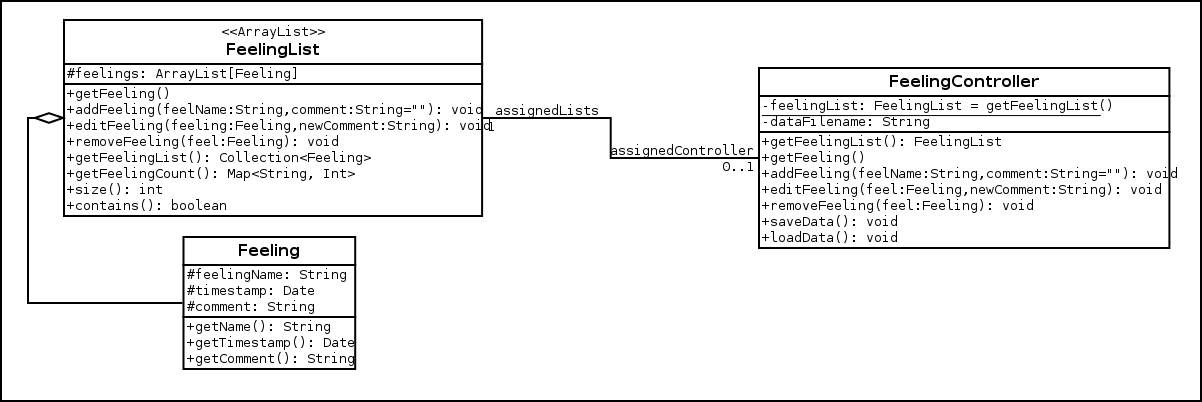 <<ArrayList>>
FeelingList
#feelings: ArrayList[Feeling]
+getFeeling()
+addFeeling(feelName:String,comment:String=""): void
+editFeeling(feeling:Feeling,newComment:String): void
+removeFeeling(feel:Feeling): void
+getFeelingList(): Collection<Feeling>
+getFeelingCount(): Map<String, Int>
+size(): int
+contains(): boolean
assignedLists
1
assignedController
0..1
FeelingController
-feelingList: FeelingList = getFeelingList()
-dataFilename: String
+getFeelingList(): FeelingList
+getFeeling()
+addFeeling(feelName:String,comment:String=""): void
+editFeeling(feel:Feeling,newComment:String): void
+removeFeeling(feel:Feeling): void
+saveData(): void
+loadData(): void
Feeling
#feelingName: String
#timestamp: Date
#comment: String
+getName(): String
+getTimestamp(): Date
+getComment(): String